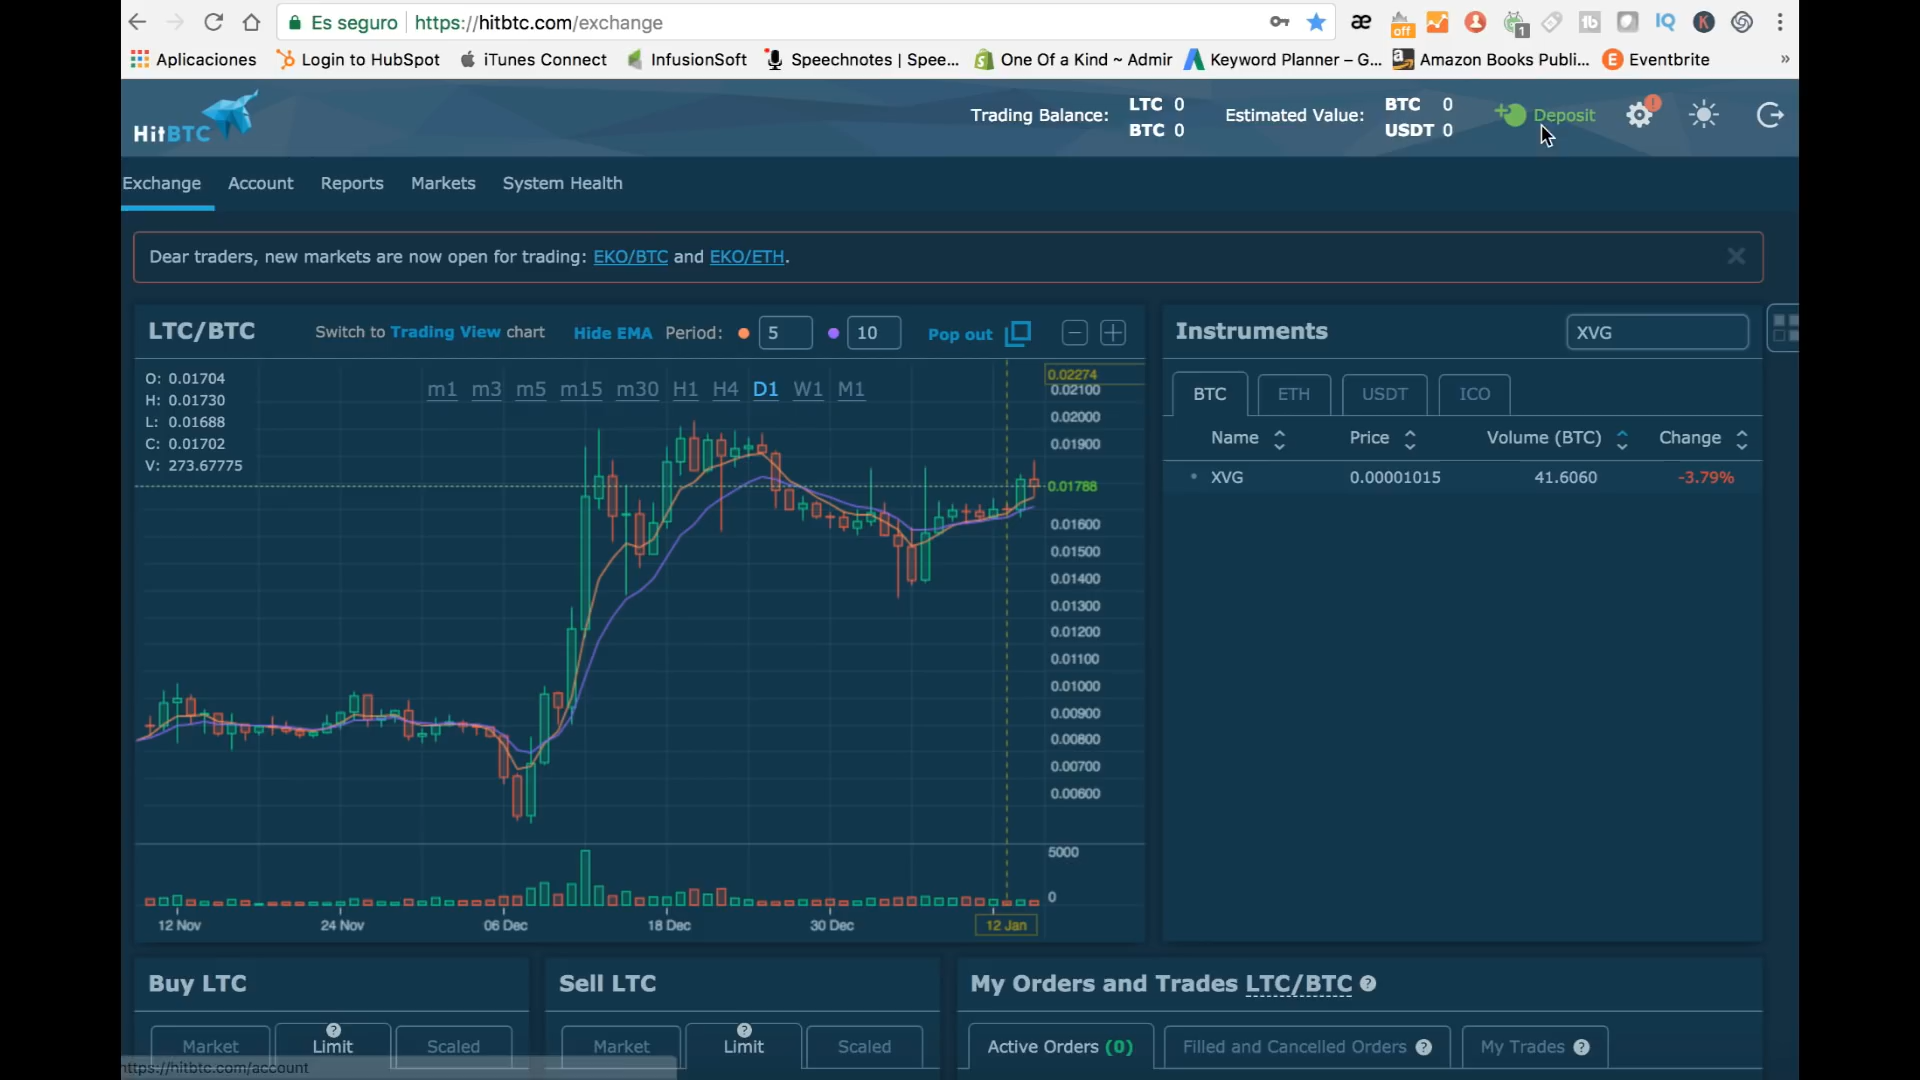 Es seguro https://hitbtc.com/exchange
off 1 IQ K
Aplicaciones Login to HubSpot iTunes Connect InfusionSoft Speechnotes | Spee... One Of a Kind ~ Admir Keyword Planner – G... Amazon Books Publi... Eventbrite »
HitBTC
Trading Balance: LTC 0 Estimated Value: BTC 0 Deposit
BTC 0 USDT 0
Exchange Account Reports Markets System Health
Dear traders, new markets are now open for trading: EKO/BTC and EKO/ETH.
LTC/BTC Switch to Trading View chart Hide EMA Period: 5 10 Pop out
O: 0.01704
H: 0.01730
L: 0.01688
C: 0.01702
V: 273.67775
m1 m3 m5 m15 m30 H1 H4 D1 W1 M1
0.02274
0.02100
0.02000
0.01900
0.01788
0.01600
0.01500
0.01400
0.01300
0.01200
0.01100
0.01000
0.00900
0.00800
0.00700
0.00600
5000
0
12 Nov 24 Nov 06 Dec 18 Dec 30 Dec 12 Jan
Instruments XVG
BTC ETH USDT ICO
Name Price Volume (BTC) Change
XVG 0.00001015 41.6060 -3.79%
Buy LTC
Market Limit ? Scaled
Sell LTC
Market Limit ? Scaled
My Orders and Trades LTC/BTC ?
Active Orders (0) Filled and Cancelled Orders ? My Trades ?
https://hitbtc.com/account